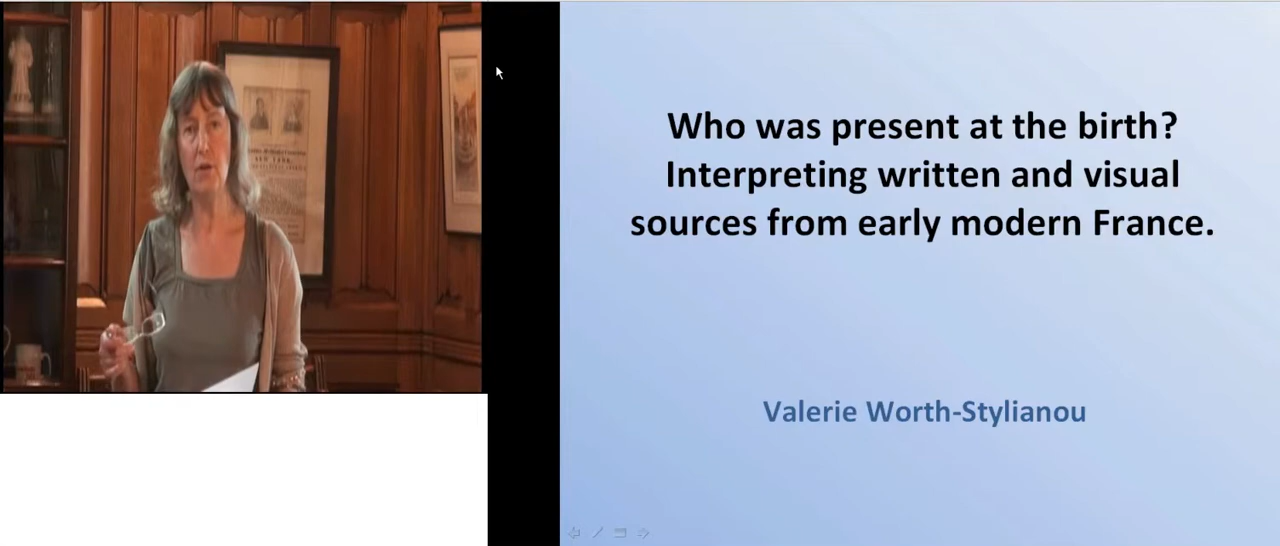 Who was present at the birth?
Interpreting written and visual
sources from early modern France.
Valerie Worth-Stylianou